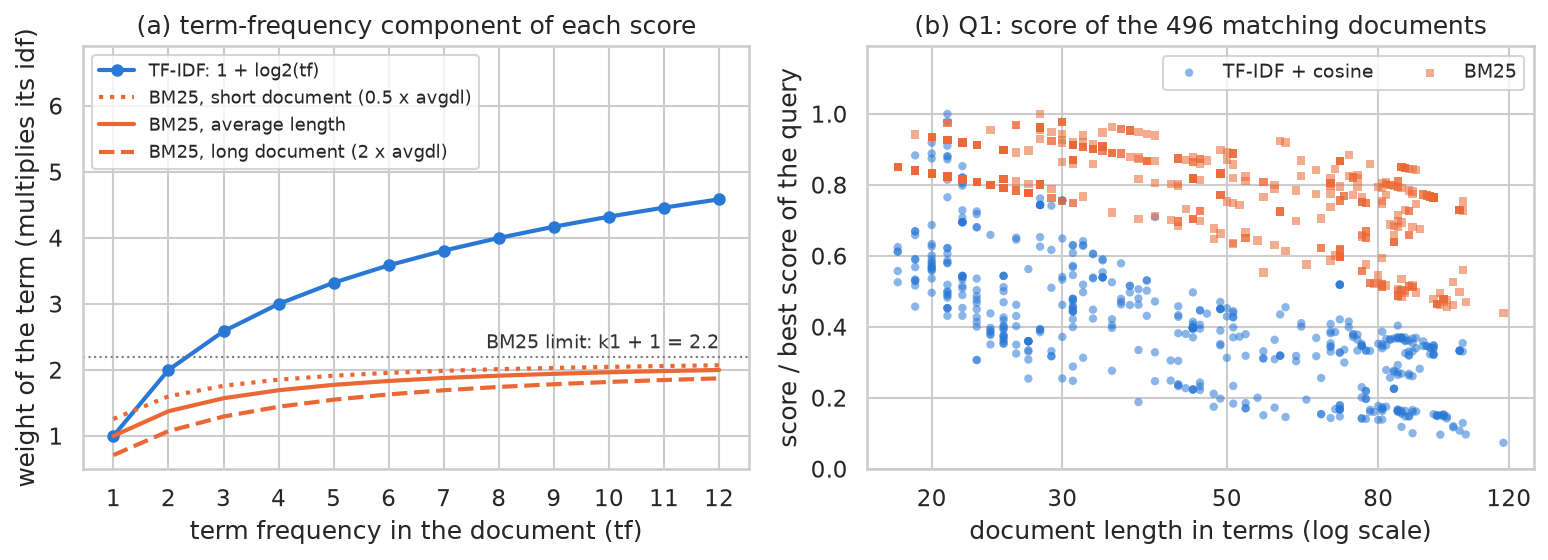 (a) term-frequency component of each score
weight of the term (multiplies its idf)
TF-IDF: 1 + log2(tf)
BM25, short document (0.5 x avgdl)
BM25, average length
BM25, long document (2 x avgdl)
6
5
4
3
2
1
BM25 limit: k1 + 1 = 2.2
1 2 3 4 5 6 7 8 9 10 11 12
term frequency in the document (tf)
(b) Q1: score of the 496 matching documents
score / best score of the query
TF-IDF + cosine BM25
1.0
0.8
0.6
0.4
0.2
0.0
20 30 50 80 120
document length in terms (log scale)